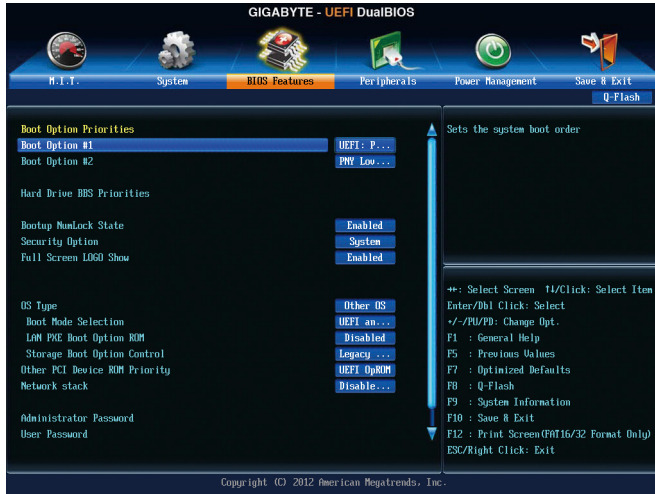 GIGABYTE - UEFI DualBIOS
M.I.T.
System
BIOS Features
Peripherals
Power Management
Save & Exit
Q-Flash
Boot Option Priorities
Boot Option #1 UEFI: P...
Boot Option #2 PNY Lov...
Hard Drive BBS Priorities
Bootup NumLock State Enabled
Security Option System
Full Screen LOGO Show Enabled
OS Type Other OS
Boot Mode Selection UEFI an...
LAN PXE Boot Option ROM Disabled
Storage Boot Option Control Legacy ...
Other PCI Device ROM Priority UEFI OpROM
Network stack Disable...
Administrator Password
User Password
Sets the system boot order
→←: Select Screen ↑↓/Click: Select Item
Enter/Dbl Click: Select
+/-/PU/PD: Change Opt.
F1 : General Help
F5 : Previous Values
F7 : Optimized Defaults
F8 : Q-Flash
F9 : System Information
F10 : Save & Exit
F12 : Print Screen(FAT16/32 Format Only)
ESC/Right Click: Exit
Copyright (C) 2012 American Megatrends, Inc.